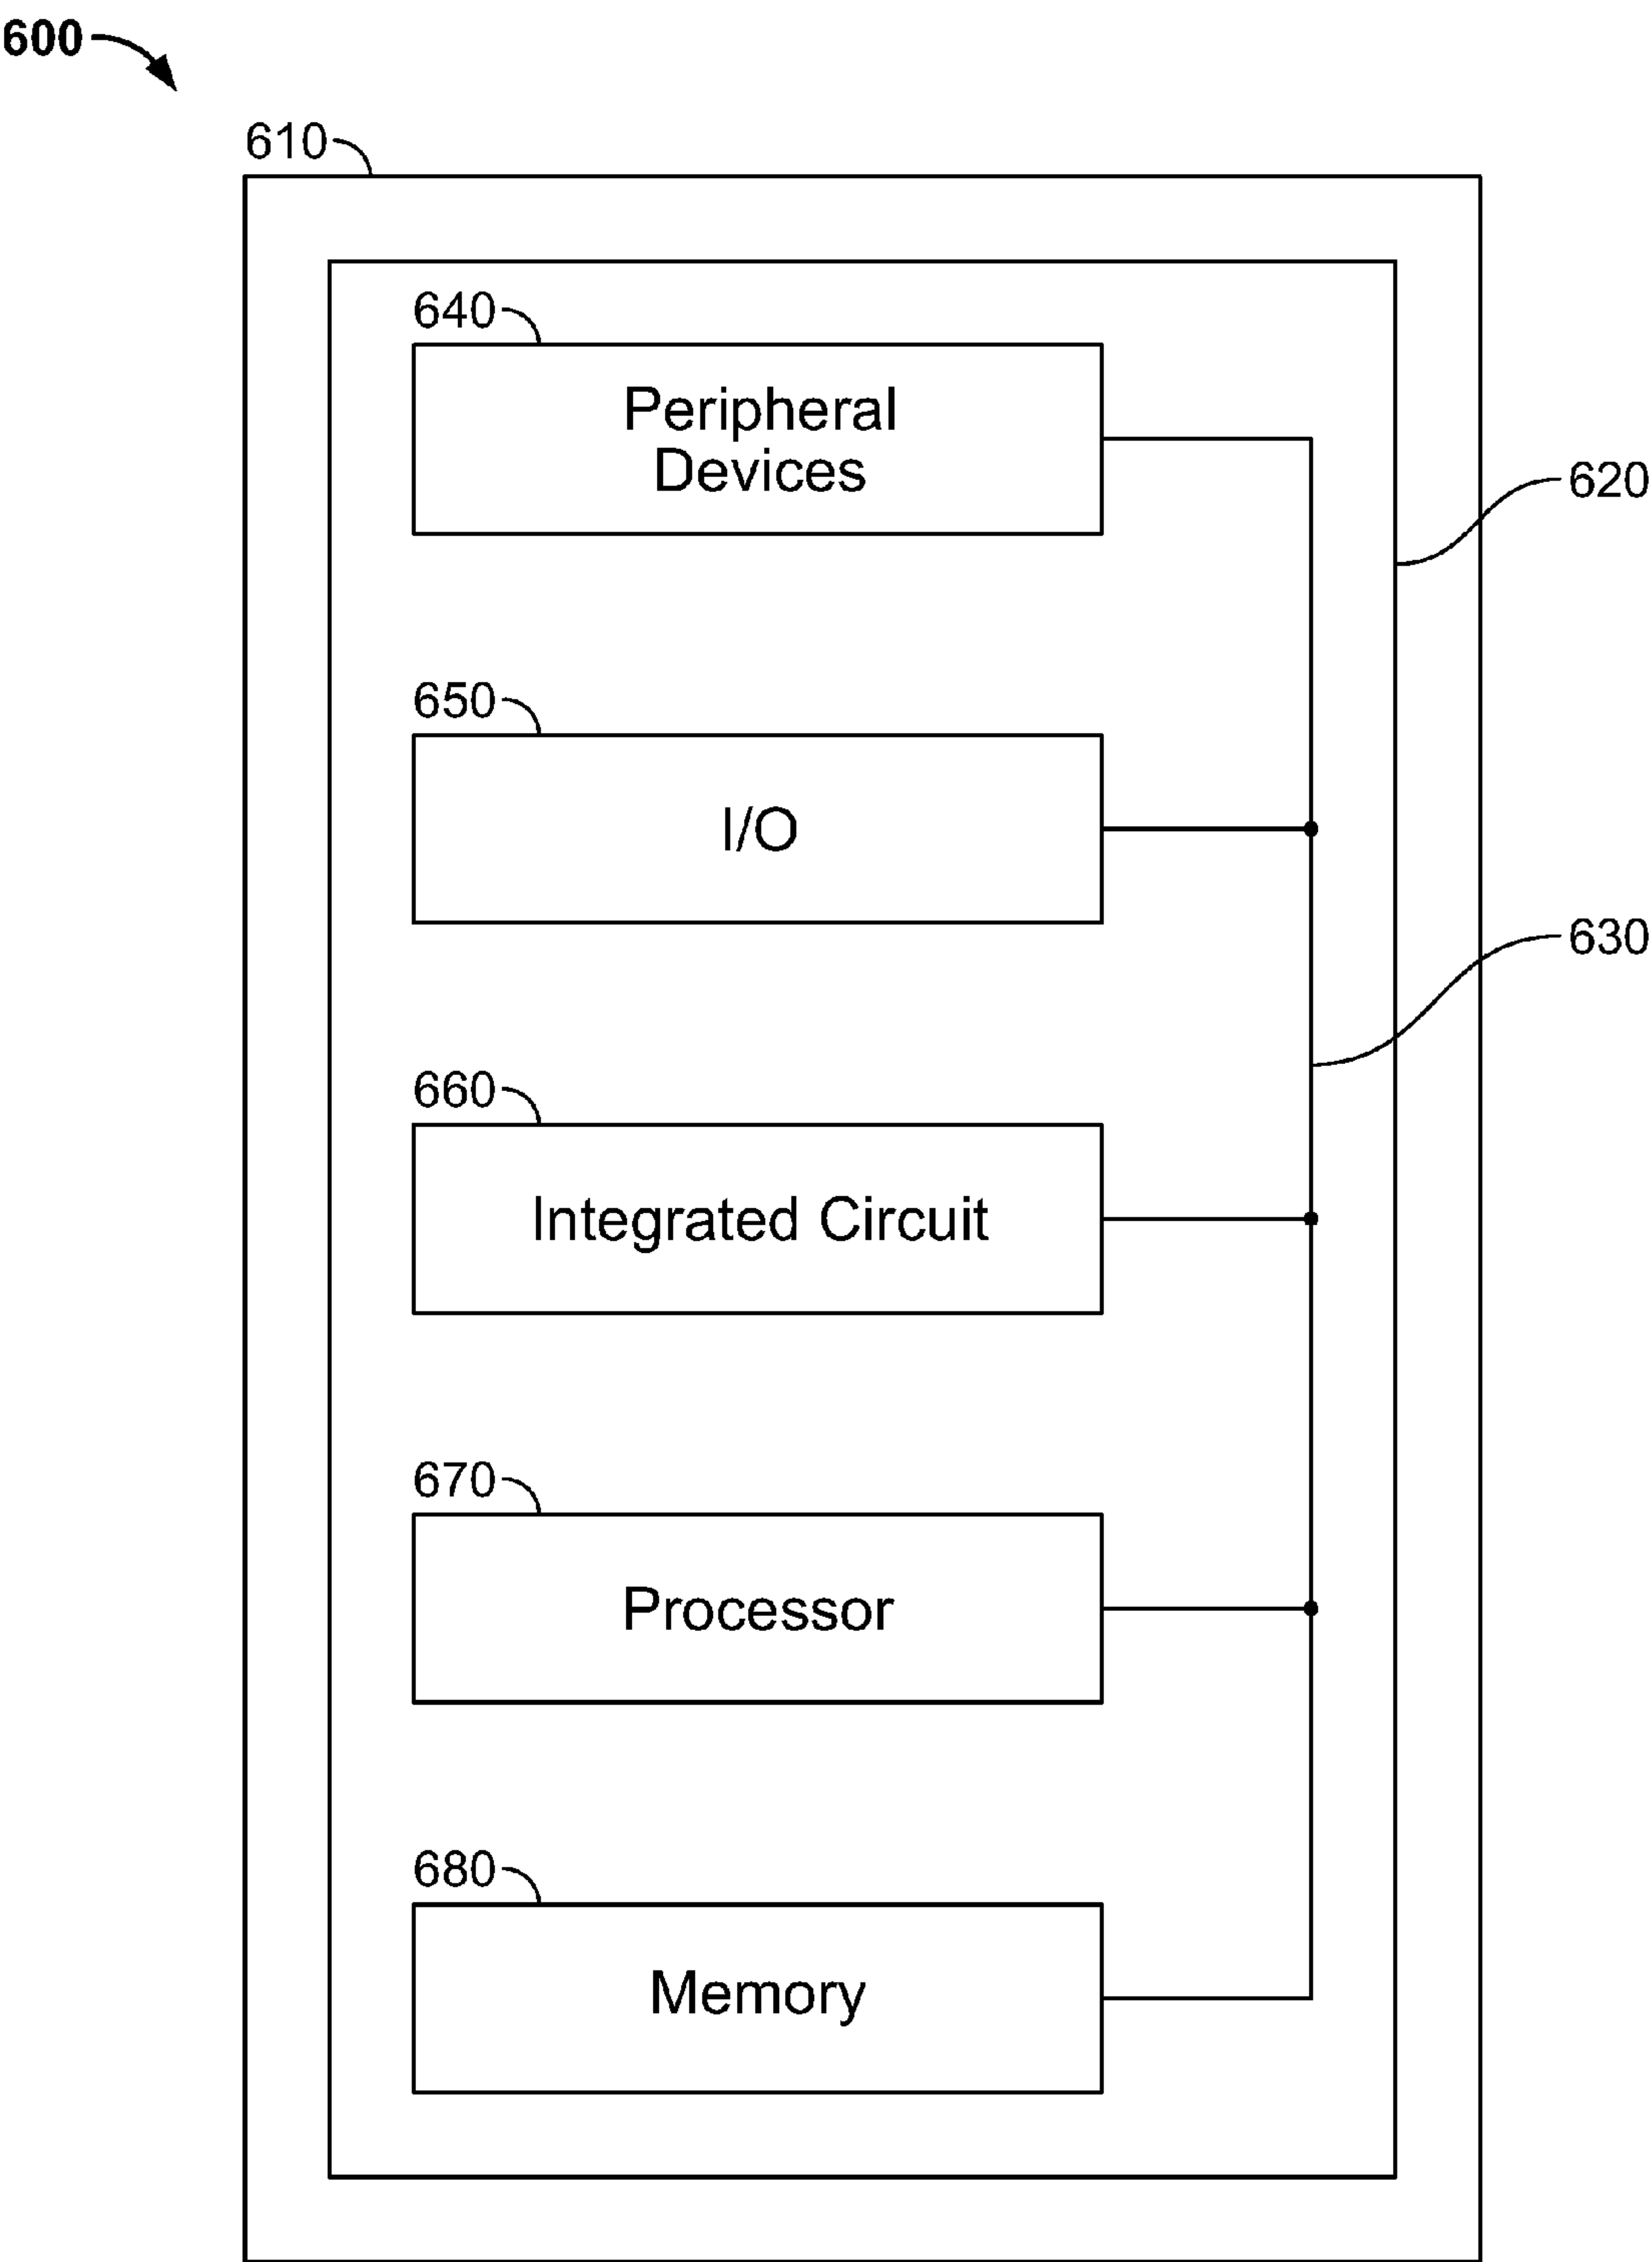 600
610
640
Peripheral
Devices
620
650
I/O
630
660
Integrated Circuit
670
Processor
680
Memory